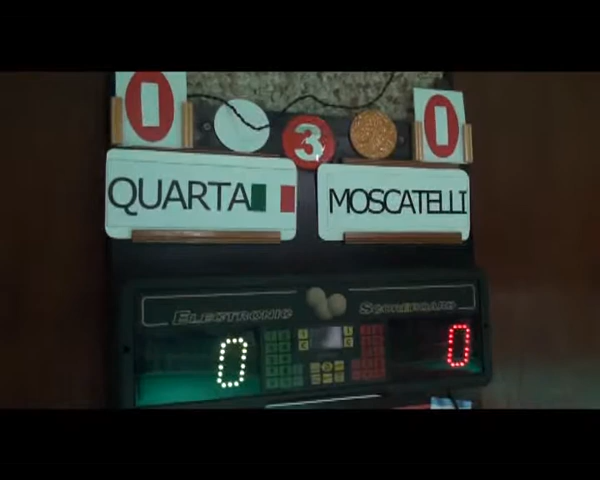 0 3 0
QUARTA MOSCATELLI
ELECTRONIC SCOREBOARD
0 0